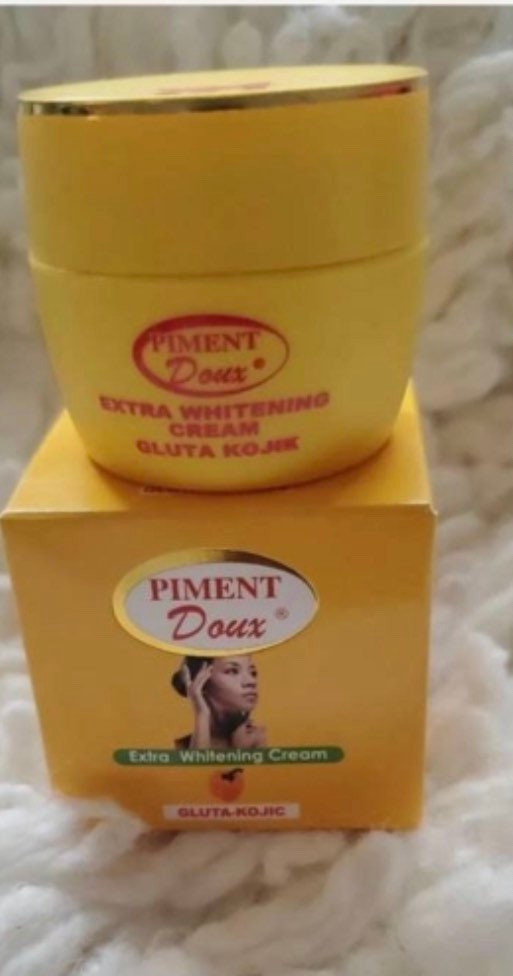 PIMENT
Doux®
EXTRA WHITENING
CREAM
GLUTA KOJIK
PIMENT
Doux®
Extra Whitening Cream
GLUTA-KOJIC